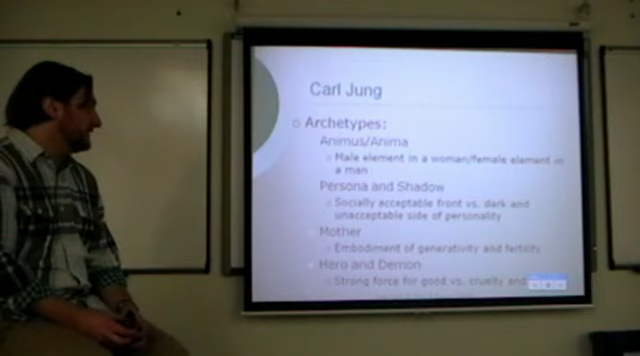 Carl Jung
Archetypes:
Animus/Anima
Male element in a woman/female element in
a man
Persona and Shadow
Socially acceptable front vs. dark and
unacceptable side of personality
Mother
Embodiment of generativity and fertility
Hero and Demon
Strong force for good vs. cruelty and